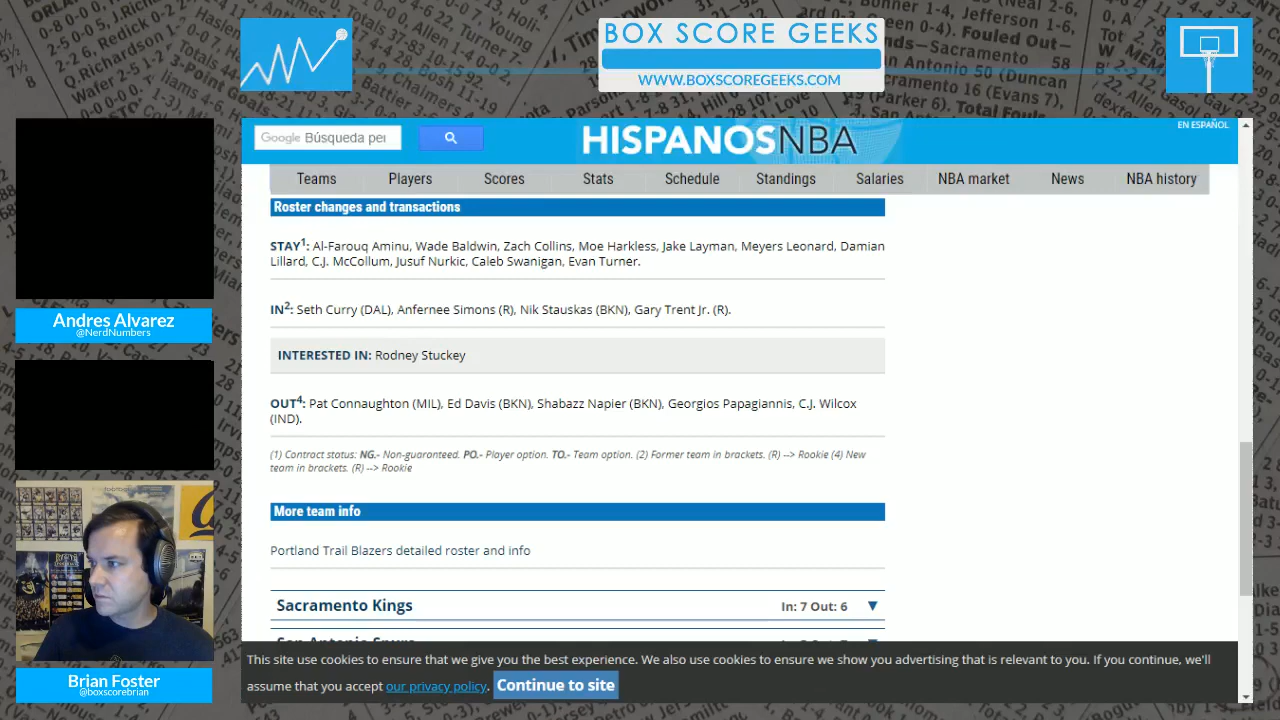 BOX SCORE GEEKS
WWW.BOXSCOREGEEKS.COM
Andres Alvarez
@NerdNumbers
Brian Foster
@boxscorebrian
Google Búsqueda per
HISPANOSNBA
EN ESPAÑOL
Teams Players Scores Stats Schedule Standings Salaries NBA market News NBA history
Roster changes and transactions
STAY1: Al-Farouq Aminu, Wade Baldwin, Zach Collins, Moe Harkless, Jake Layman, Meyers Leonard, Damian
Lillard, C.J. McCollum, Jusuf Nurkic, Caleb Swanigan, Evan Turner.
IN2: Seth Curry (DAL), Anfernee Simons (R), Nik Stauskas (BKN), Gary Trent Jr. (R).
INTERESTED IN: Rodney Stuckey
OUT4: Pat Connaughton (MIL), Ed Davis (BKN), Shabazz Napier (BKN), Georgios Papagiannis, C.J. Wilcox
(IND).
(1) Contract status: NG.- Non-guaranteed. PO.- Player option. TO.- Team option. (2) Former team in brackets. (R) --> Rookie (4) New
team in brackets. (R) --> Rookie
More team info
Portland Trail Blazers detailed roster and info
Sacramento Kings In: 7 Out: 6 ▼
San Antonio Spurs
This site use cookies to ensure that we give you the best experience. We also use cookies to ensure we show you advertising that is relevant to you. If you continue, we'll
assume that you accept our privacy policy. Continue to site